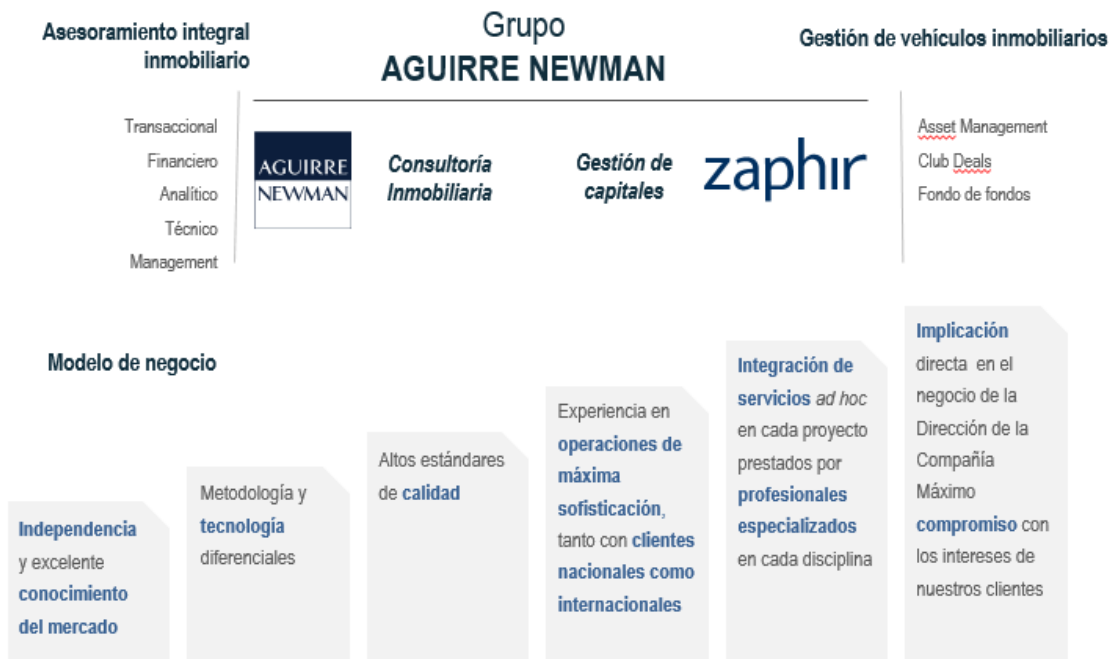 Asesoramiento integral
inmobiliario
Grupo
AGUIRRE NEWMAN
Gestión de vehículos inmobiliarios
Transaccional
Financiero
Analítico
Técnico
Management
AGUIRRE
NEWMAN
Consultoría
Inmobiliaria
Gestión de
capitales
zaphir
Asset Management
Club Deals
Fondo de fondos
Modelo de negocio
Independencia
y excelente
conocimiento
del mercado
Metodología y
tecnología
diferenciales
Altos estándares
de calidad
Experiencia en
operaciones de
máxima
sofisticación,
tanto con clientes
nacionales como
internacionales
Integración de
servicios ad hoc
en cada proyecto
prestados por
profesionales
especializados
en cada disciplina
Implicación
directa en el
negocio de la
Dirección de la
Compañía
Máximo
compromiso con
los intereses de
nuestros clientes